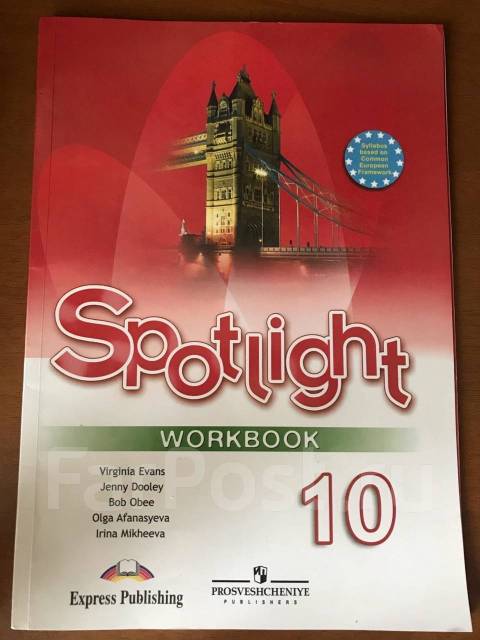 Syllabus
based on
Common
European
Framework
Spotlight
WORKBOOK
Virginia Evans
Jenny Dooley
Bob Obee
Olga Afanasyeva
Irina Mikheeva
10
Express Publishing
PROSVESHCHENIYE
PUBLISHERS